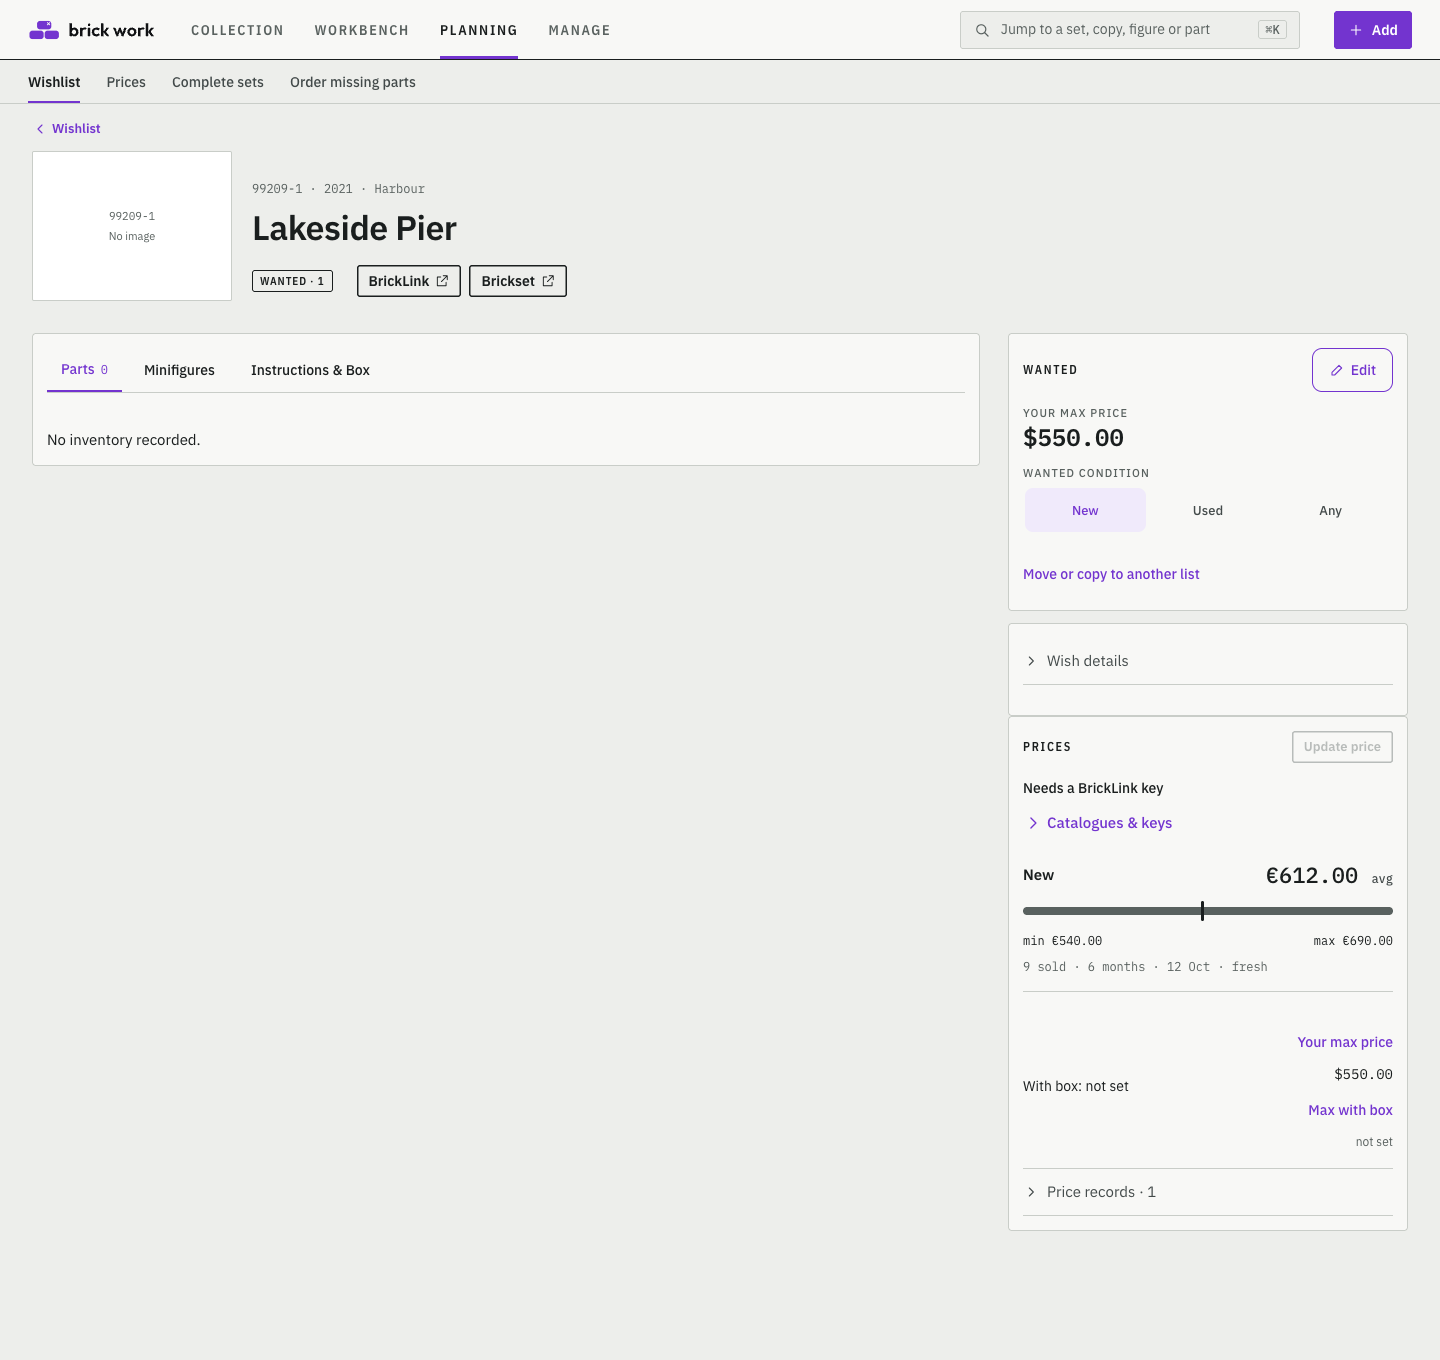 brick work
COLLECTION
WORKBENCH
PLANNING
MANAGE
Jump to a set, copy, figure or part
⌘K
+ Add
Wishlist
Prices
Complete sets
Order missing parts
Wishlist
99209-1
No image
99209-1 · 2021 · Harbour
Lakeside Pier
WANTED · 1
BrickLink
Brickset
Parts 0
Minifigures
Instructions & Box
No inventory recorded.
WANTED
Edit
YOUR MAX PRICE
$550.00
WANTED CONDITION
New
Used
Any
Move or copy to another list
Wish details
PRICES
Update price
Needs a BrickLink key
Catalogues & keys
New
€612.00 avg
min €540.00
max €690.00
9 sold · 6 months · 12 Oct · fresh
With box: not set
Your max price
$550.00
Max with box
not set
Price records · 1